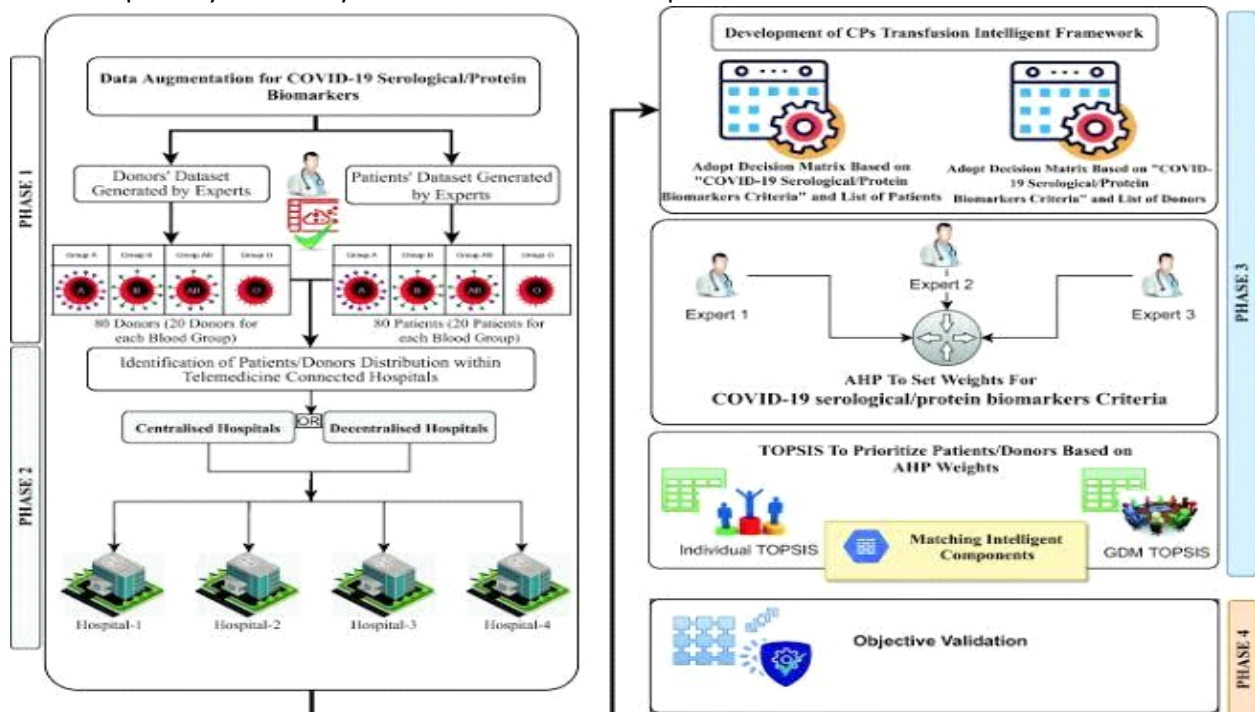 PHASE 1
Data Augmentation for COVID-19 Serological/Protein
Biomarkers
Donors' Dataset
Generated by Experts
Patients' Dataset Generated
by Experts
Group A
Group B
Group AB
Group O
A
B
AB
O
Group A
Group B
Group AB
Group O
A
B
AB
O
80 Donors (20 Donors for
each Blood Group)
80 Patients (20 Patients for
each Blood Group)
PHASE 2
Identification of Patients/Donors Distribution within
Telemedicine Connected Hospitals
Centralised Hospitals
OR
Decentralised Hospitals
Hospital-1
Hospital-2
Hospital-3
Hospital-4
PHASE 3
Development of CPs Transfusion Intelligent Framework
Adopt Decision Matrix Based on
"COVID-19 Serological/Protein
Biomarkers Criteria" and List of Patients
Adopt Decision Matrix Based on "COVID-
19 Serological/Protein
Biomarkers Criteria" and List of Donors
Expert 1
Expert 2
Expert 3
AHP To Set Weights For
COVID-19 serological/protein biomarkers Criteria
TOPSIS To Prioritize Patients/Donors Based on
AHP Weights
Individual TOPSIS
Matching Intelligent
Components
GDM TOPSIS
PHASE 4
Objective Validation